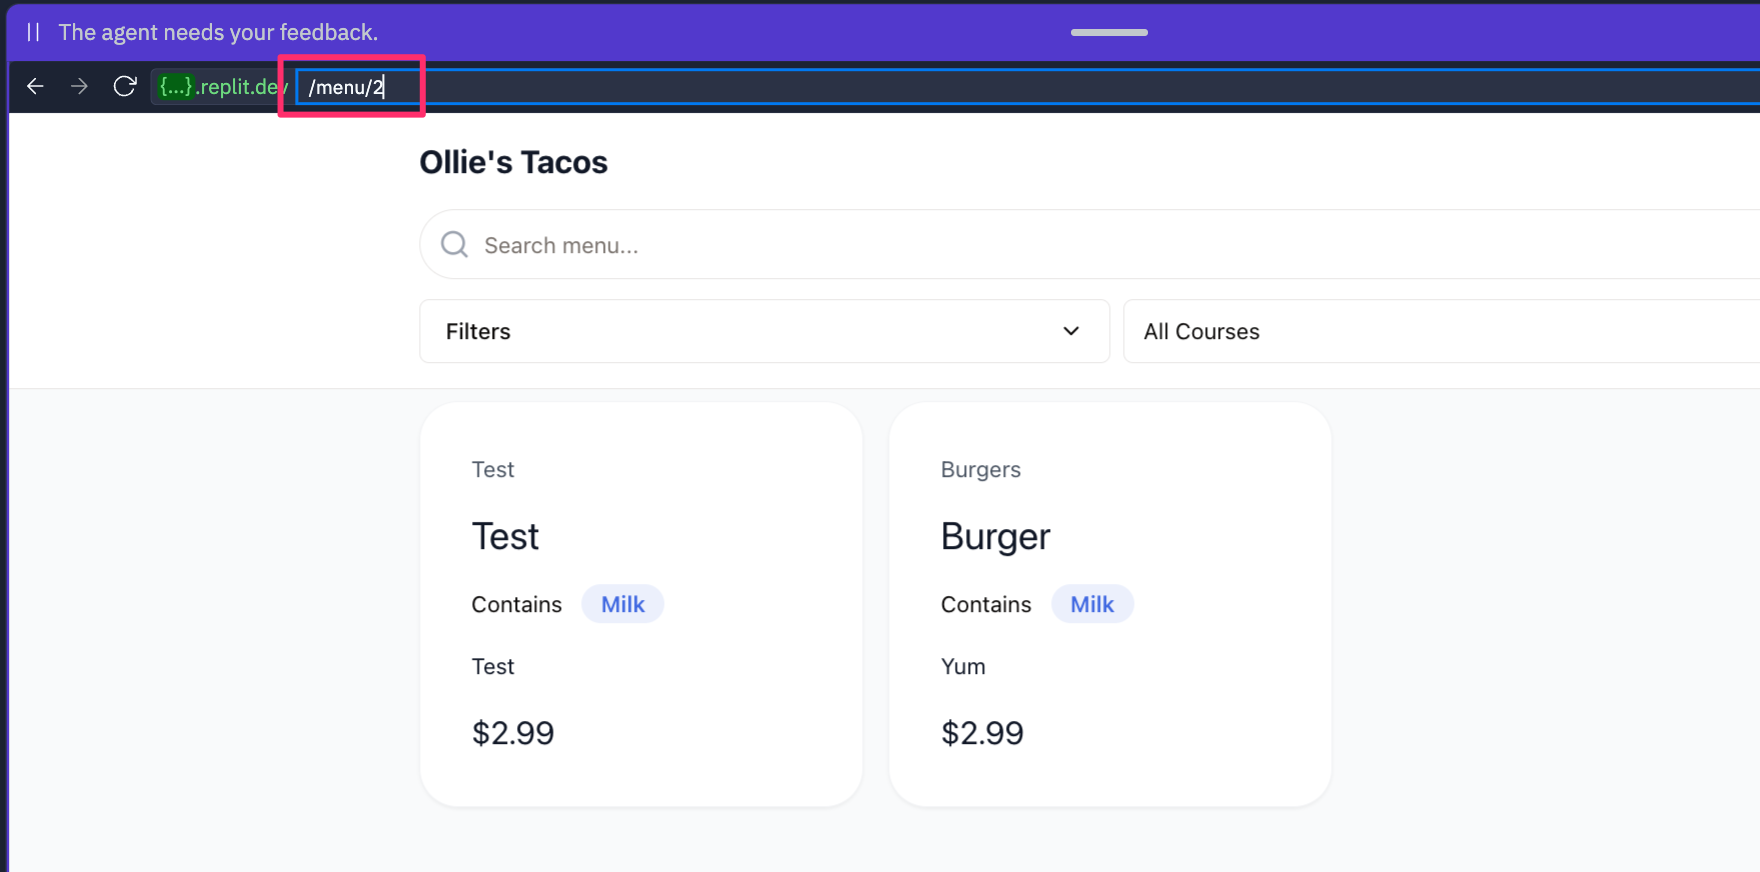 The agent needs your feedback.
{...}.replit.dev /menu/2
Ollie's Tacos
Search menu...
Filters
All Courses
Test
Test
Contains Milk
Test
$2.99
Burgers
Burger
Contains Milk
Yum
$2.99